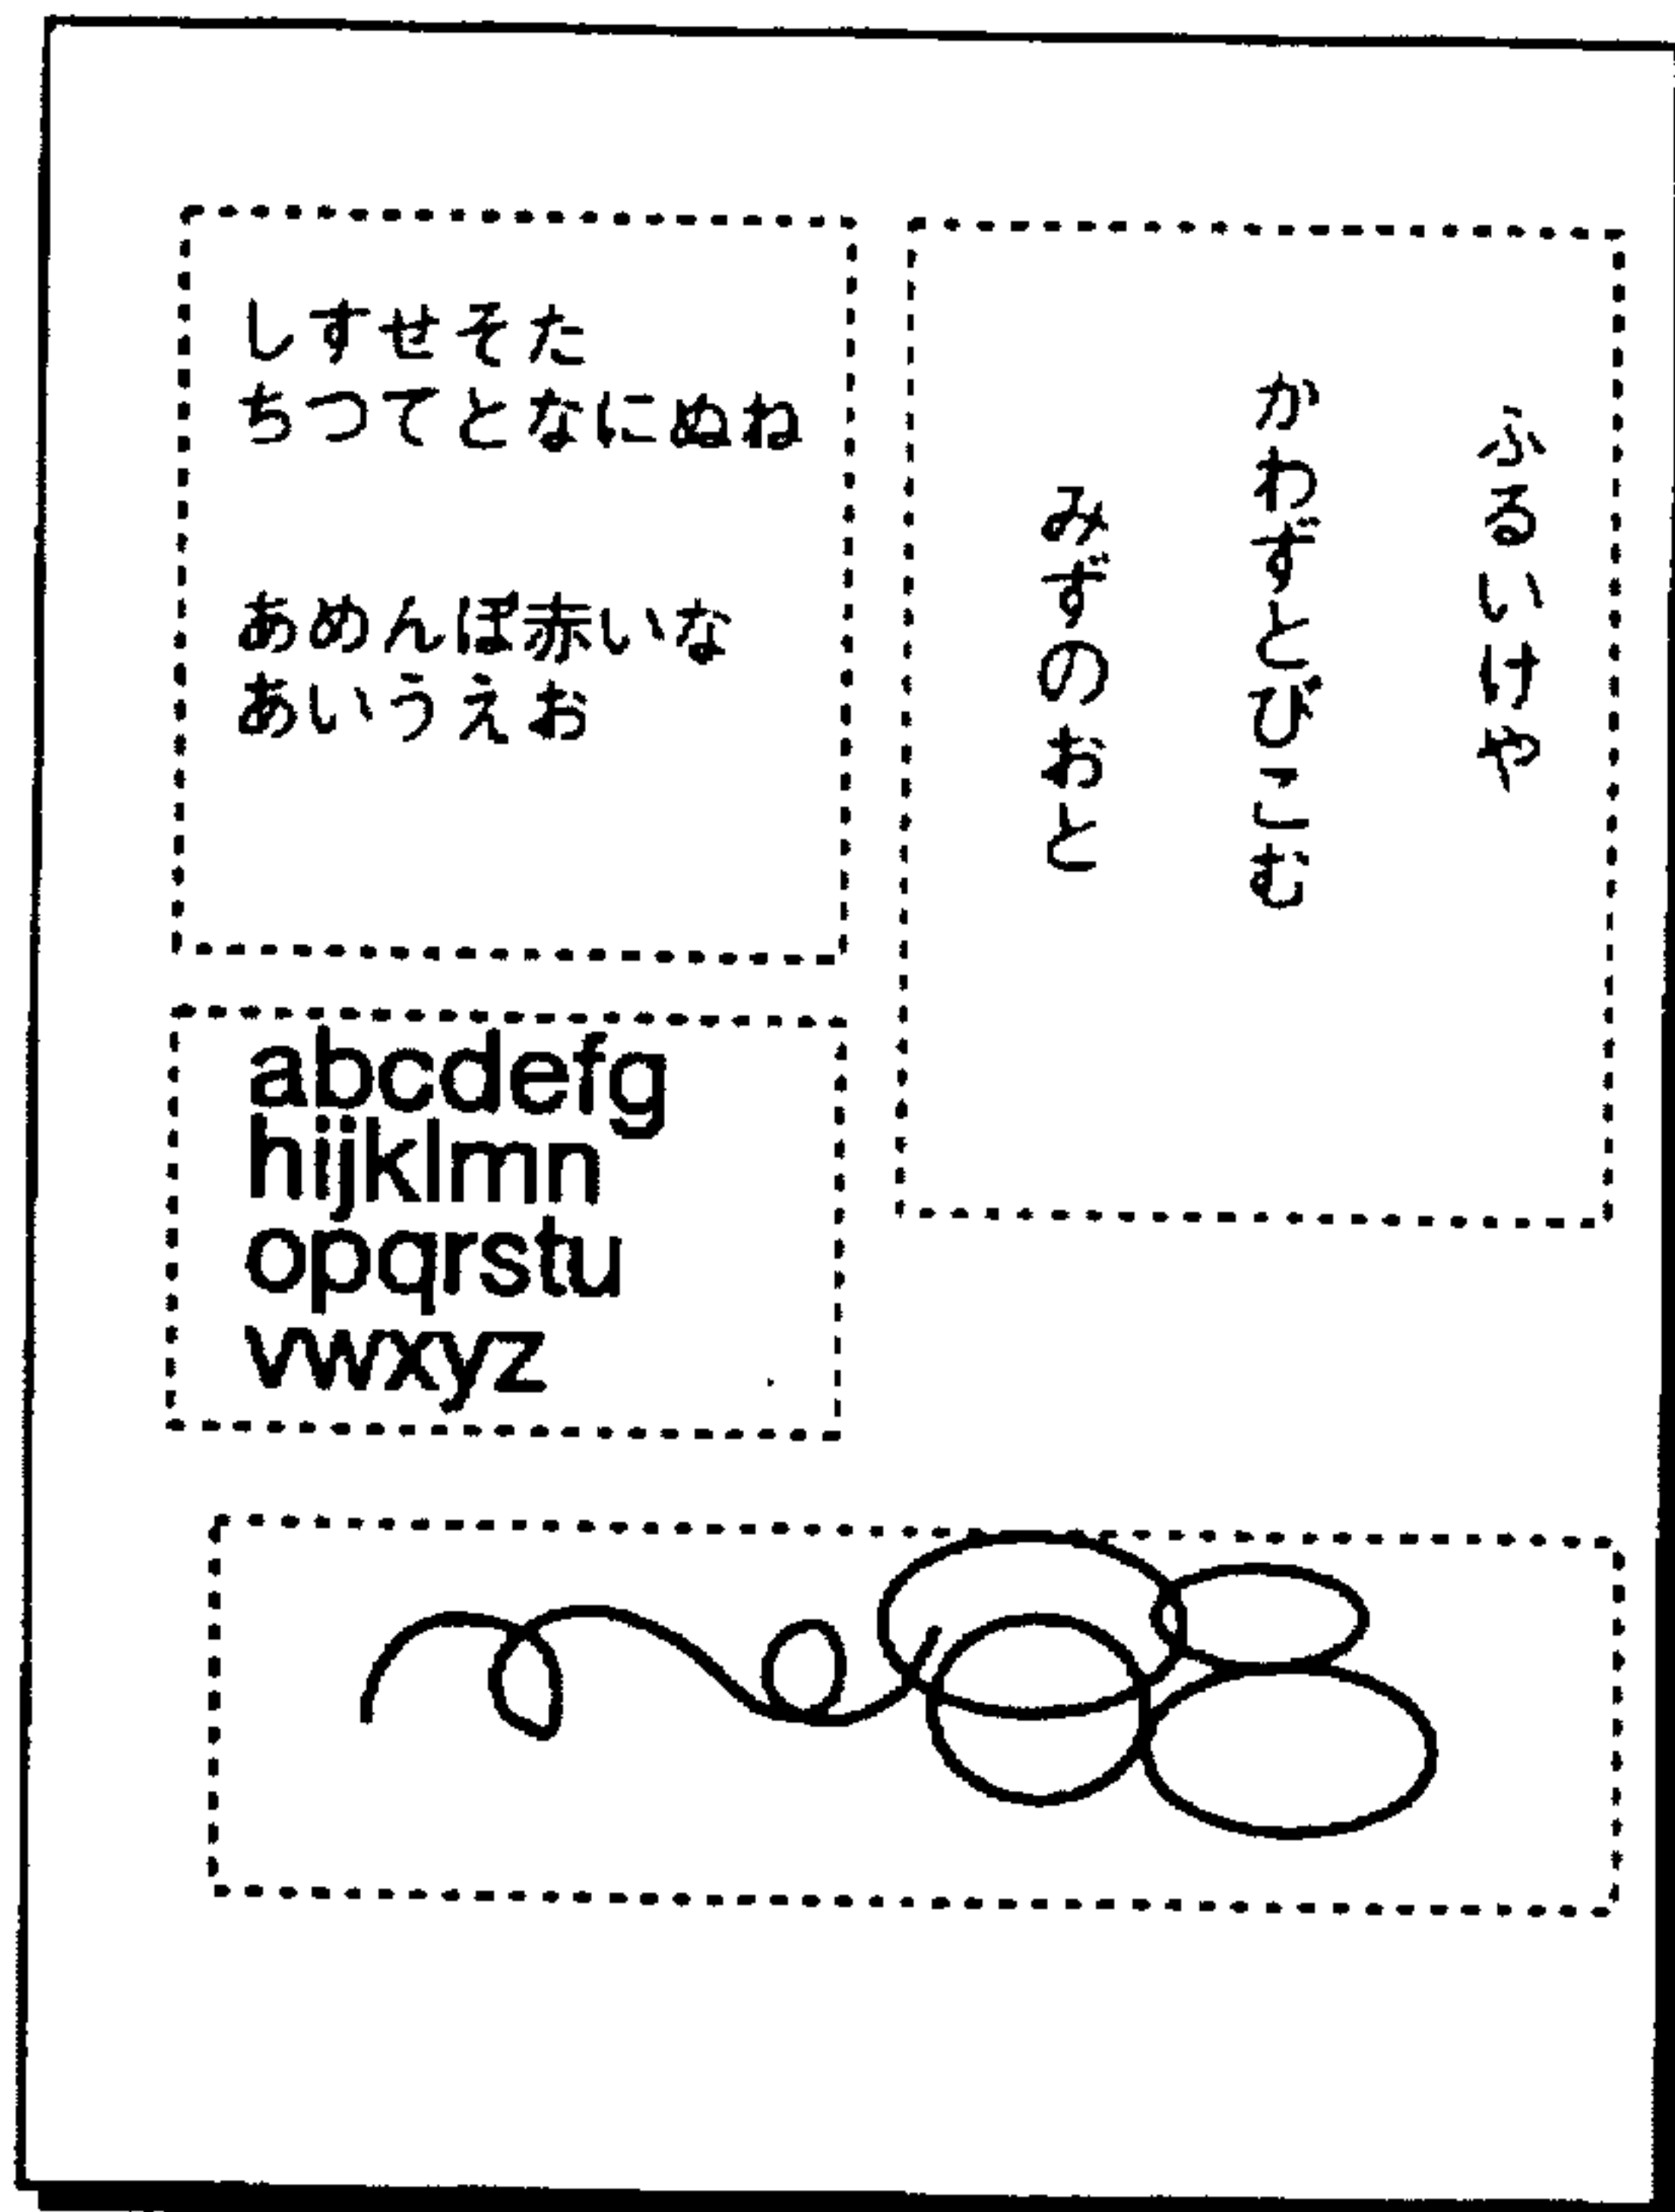 しすせそた
ちつてとなにぬね
あめんぼ赤いな
あいうえお
ふるいけや
かわずとびこむ
みずのおと
abcdefg
hijklmn
opqrstu
vwxyz